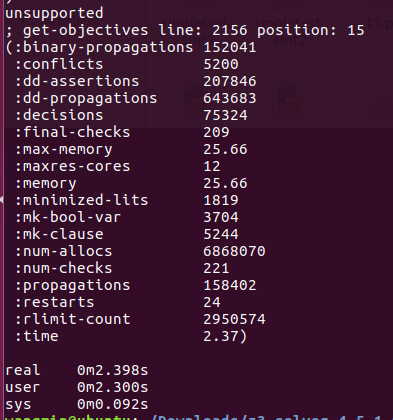 unsupported
; get-objectives line: 2156 position: 15
(:binary-propagations 152041
:conflicts 5200
:dd-assertions 207846
:dd-propagations 643683
:decisions 75324
:final-checks 209
:max-memory 25.66
:maxres-cores 12
:memory 25.66
:minimized-lits 1819
:mk-bool-var 3704
:mk-clause 5244
:num-allocs 6868070
:num-checks 221
:propagations 158402
:restarts 24
:rlimit-count 2950574
:time 2.37)
real 0m2.398s
user 0m2.300s
sys 0m0.092s